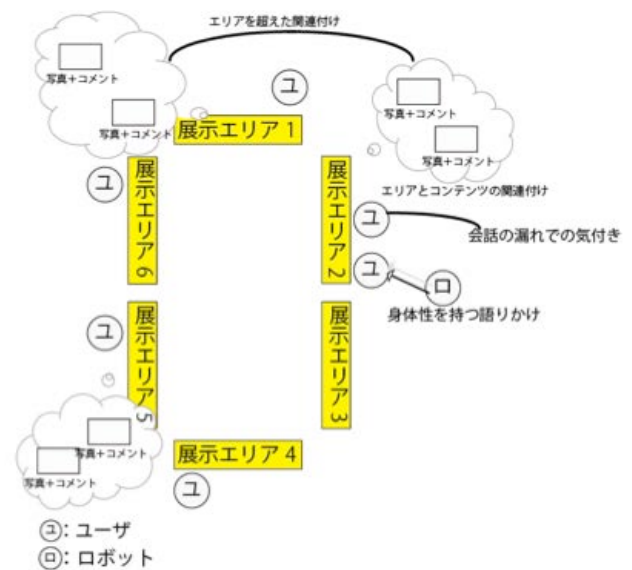 エリアを超えた関連付け
写真+コメント
写真+コメント
ユ
展示エリア 1
写真+コメント
写真+コメント
エリアとコンテンツの関連付け
ユ
展示エリア 6
展示エリア 2
ユ
会話の漏れでの気付き
ユ
ロ
身体性を持つ語りかけ
ユ
展示エリア 5
展示エリア 3
写真+コメント
写真+コメント
展示エリア 4
ユ
ユ: ユーザ
ロ: ロボット